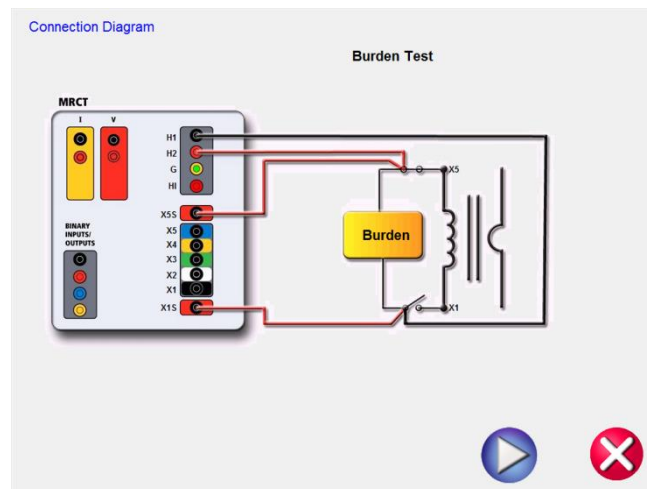 Connection Diagram
Burden Test
MRCT
I V
H1
H2
G
HI
X5S
X5
X4
X3
X2
X1
X1S
BINARY
INPUTS/
OUTPUTS
Burden
X5
X1